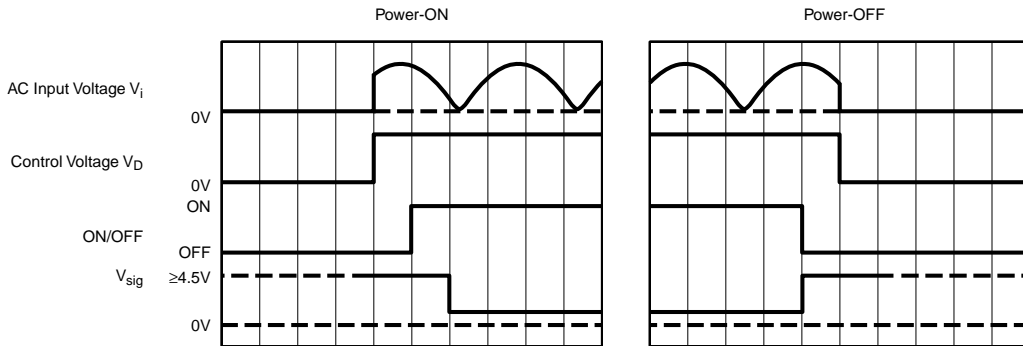 Power-ON
Power-OFF
AC Input Voltage Vi
0V
Control Voltage VD
0V
ON
ON/OFF
OFF
Vsig
≥4.5V
0V